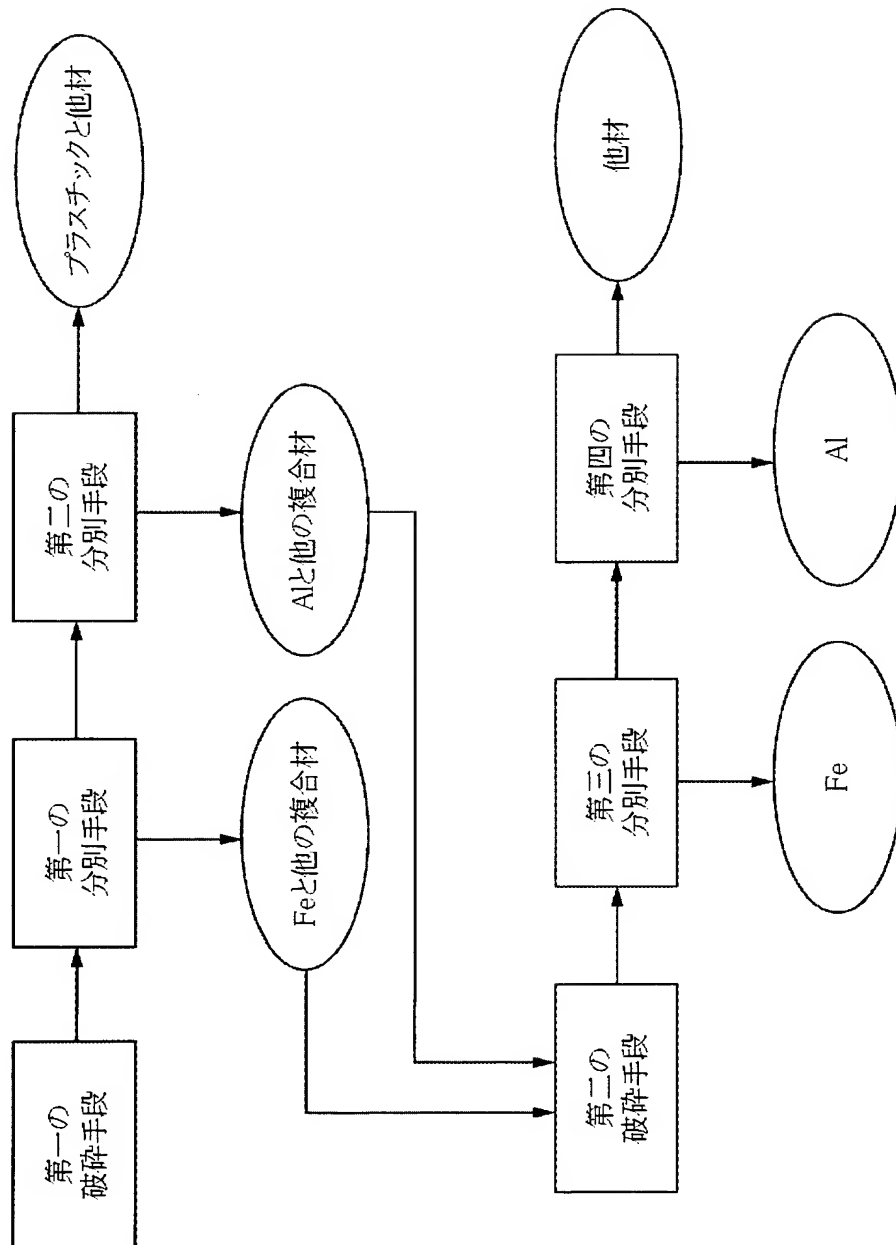 第一の
破砕手段
第一の
分別手段
第二の
分別手段
プラスチックと他材
Feと他の複合材
Alと他の複合材
第二の
破砕手段
第三の
分別手段
第四の
分別手段
他材
Fe
Al